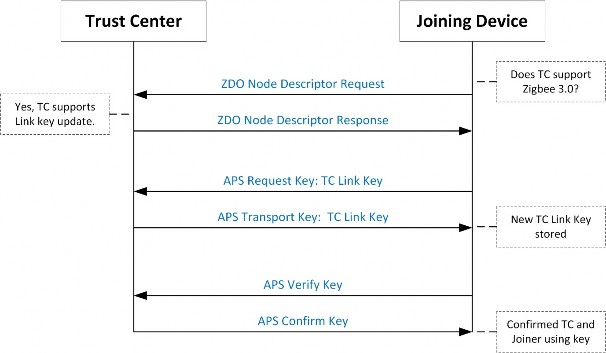 Trust Center
Joining Device
ZDO Node Descriptor Request
Does TC support
Zigbee 3.0?
Yes, TC supports
Link key update.
ZDO Node Descriptor Response
APS Request Key: TC Link Key
APS Transport Key: TC Link Key
New TC Link Key
stored
APS Verify Key
APS Confirm Key
Confirmed TC and
Joiner using key